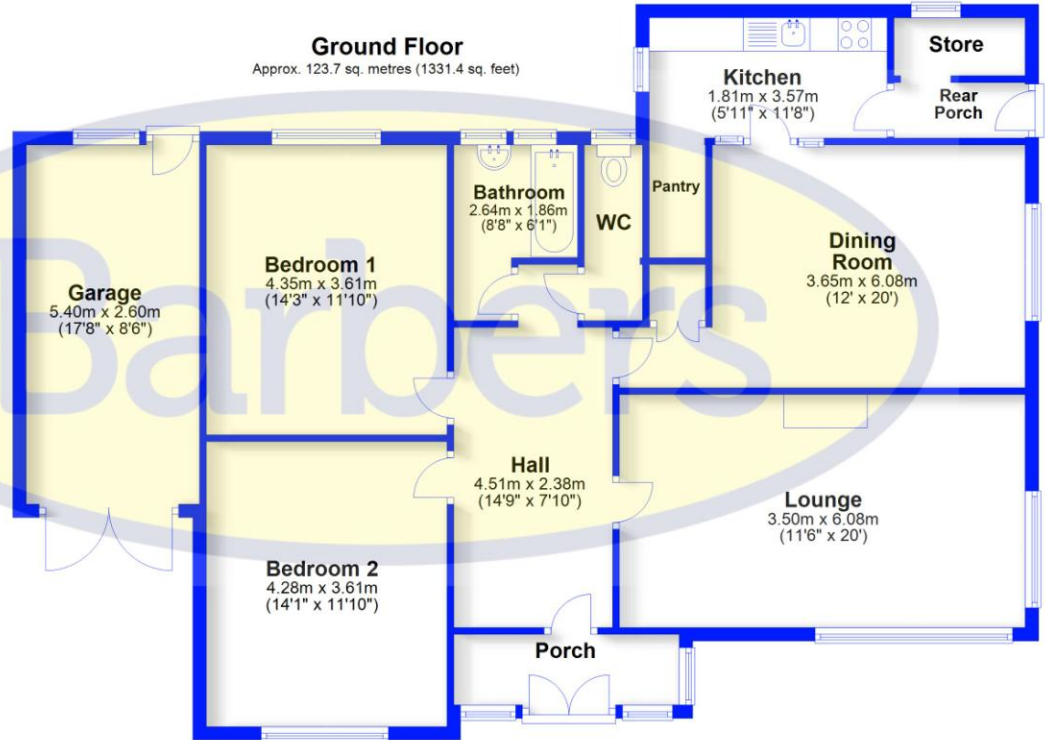 Ground Floor
Approx. 123.7 sq. metres (1331.4 sq. feet)
Store
Kitchen
1.81m x 3.57m
(5'11" x 11'8")
Rear
Porch
Bathroom
2.64m x 1.86m
(8'8" x 6'1")
WC
Pantry
Dining
Room
3.65m x 6.08m
(12' x 20')
Bedroom 1
4.35m x 3.61m
(14'3" x 11'10")
Garage
5.40m x 2.60m
(17'8" x 8'6")
Barbers
Hall
4.51m x 2.38m
(14'9" x 7'10")
Lounge
3.50m x 6.08m
(11'6" x 20')
Bedroom 2
4.28m x 3.61m
(14'1" x 11'10")
Porch